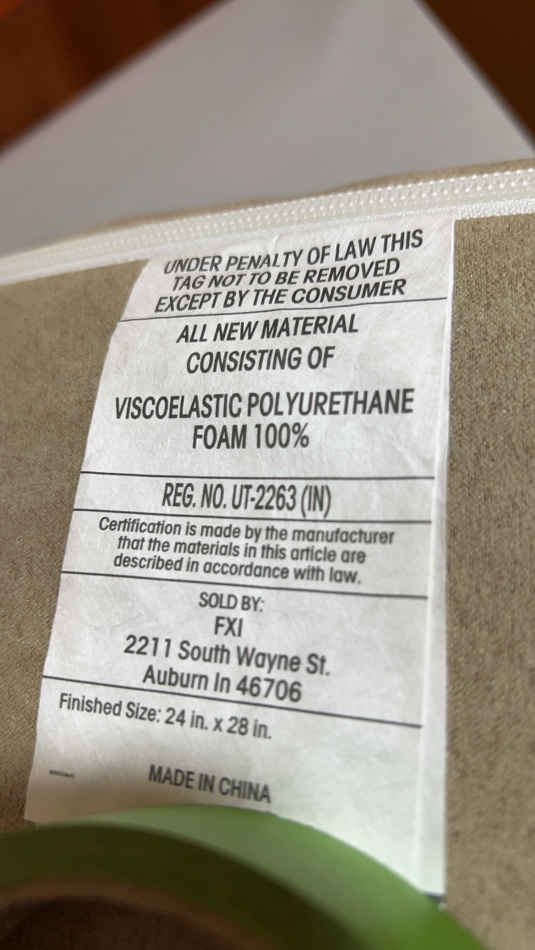 UNDER PENALTY OF LAW THIS
TAG NOT TO BE REMOVED
EXCEPT BY THE CONSUMER
ALL NEW MATERIAL
CONSISTING OF
VISCOELASTIC POLYURETHANE
FOAM 100%
REG. NO. UT-2263 (IN)
Certification is made by the manufacturer
that the materials in this article are
described in accordance with law.
SOLD BY:
FXI
2211 South Wayne St.
Auburn In 46706
Finished Size: 24 in. x 28 in.
MADE IN CHINA